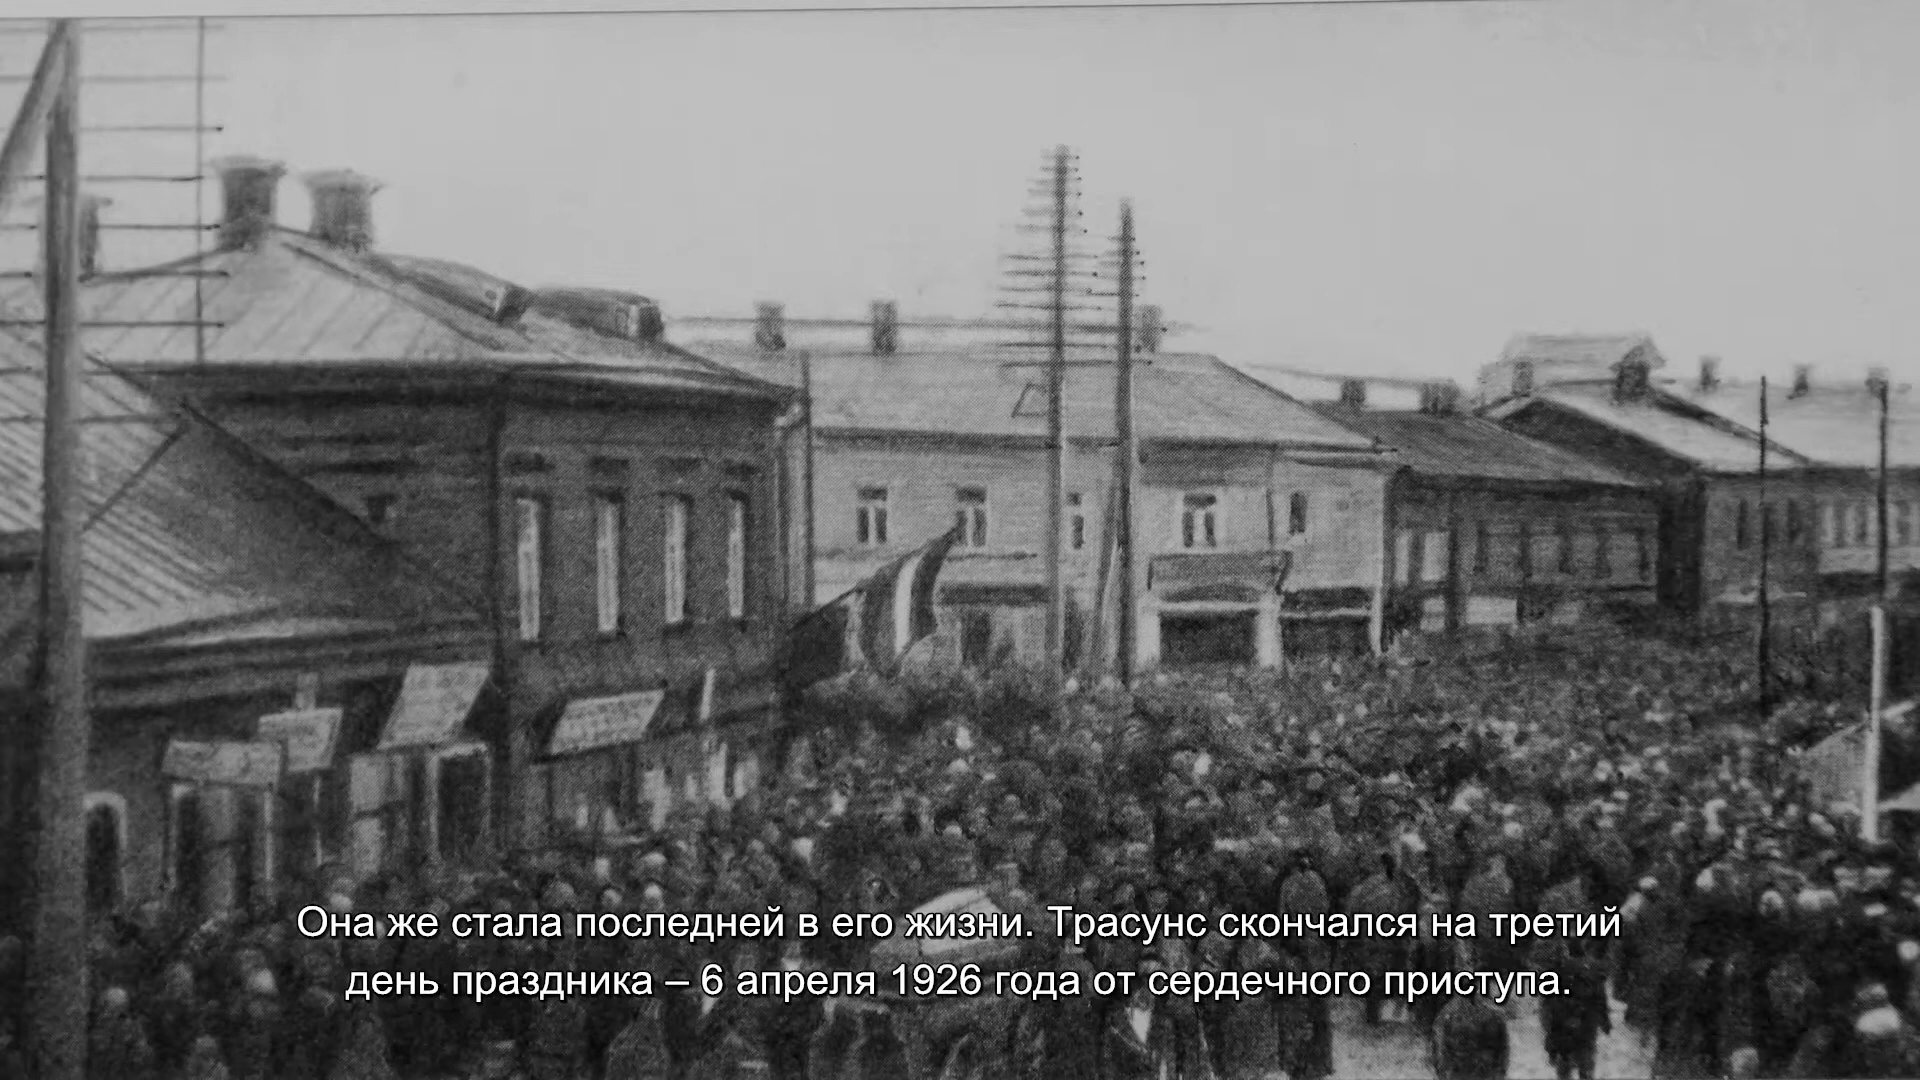 Она же стала последней в его жизни. Трасунс скончался на третий
день праздника – 6 апреля 1926 года от сердечного приступа.